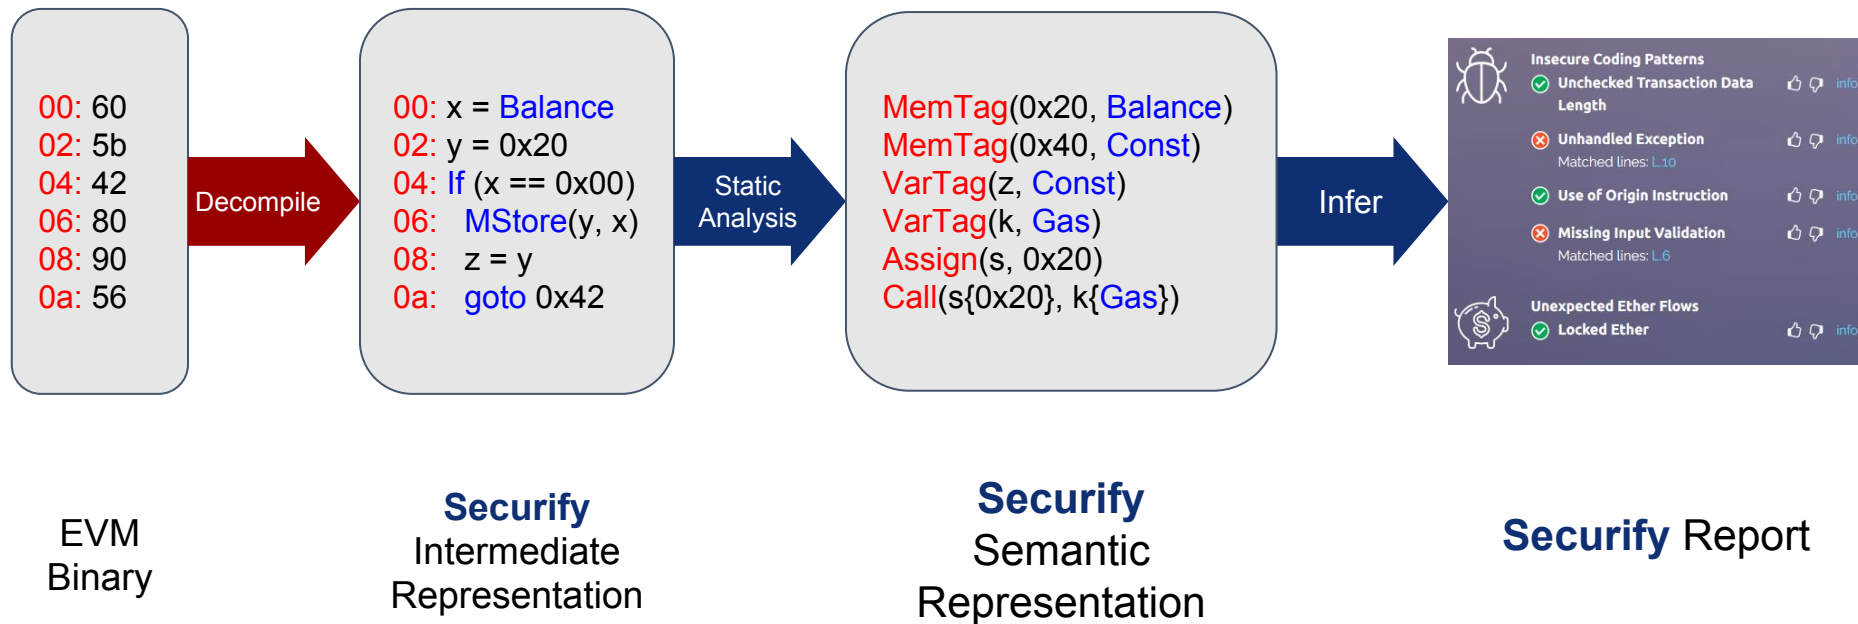 00: 60
02: 5b
04: 42
06: 80
08: 90
0a: 56
Decompile
00: x = Balance
02: y = 0x20
04: If (x == 0x00)
06: MStore(y, x)
08: z = y
0a: goto 0x42
Static
Analysis
MemTag(0x20, Balance)
MemTag(0x40, Const)
VarTag(z, Const)
VarTag(k, Gas)
Assign(s, 0x20)
Call(s{0x20}, k{Gas})
Infer
Insecure Coding Patterns
Unchecked Transaction Data info
Length
Unhandled Exception info
Matched lines: L.10
Use of Origin Instruction info
Missing Input Validation info
Matched lines: L.6
Unexpected Ether Flows
Locked Ether info
EVM
Binary
Securify
Intermediate
Representation
Securify
Semantic
Representation
Securify Report